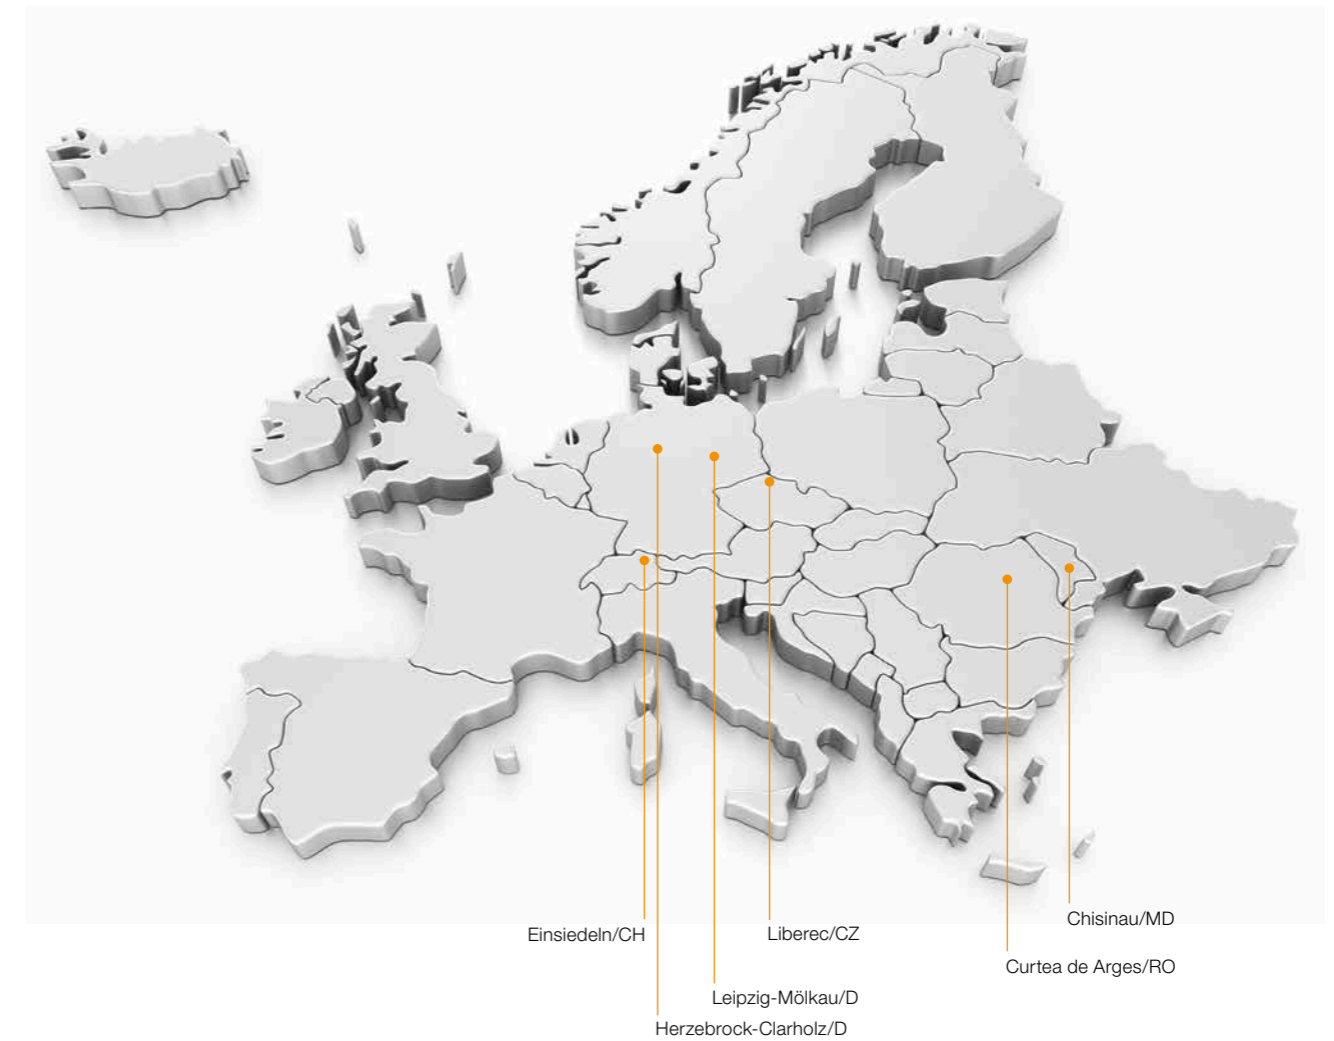 Chisinau/MD
Einsiedeln/CH
Liberec/CZ
Curtea de Arges/RO
Leipzig-Mölkau/D
Herzebrock-Clarholz/D